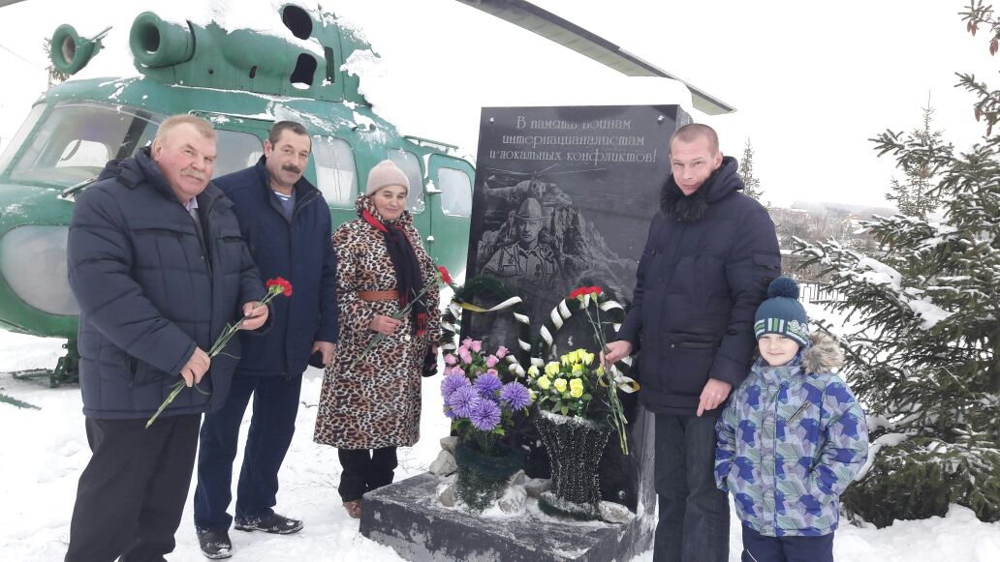 В память воинам
интернационалистам
и локальных конфликтов!